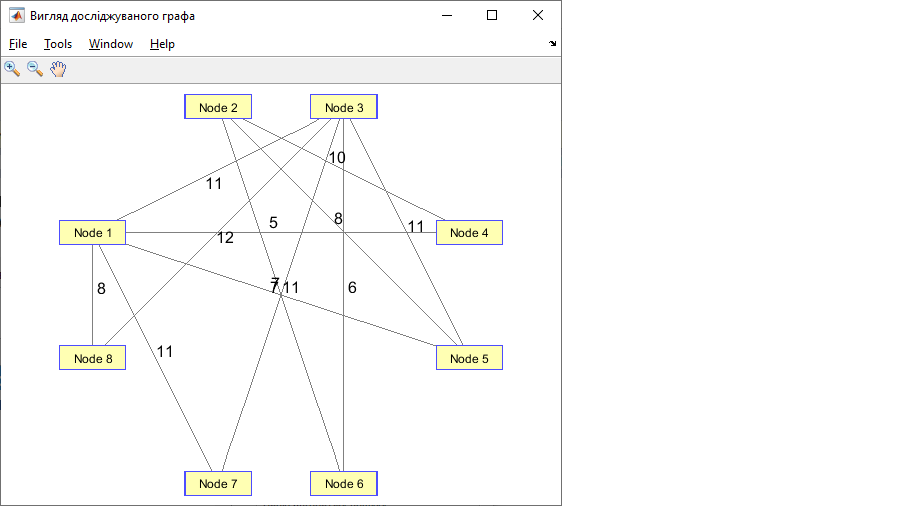 Вигляд досліджуваного графа
File Tools Window Help
Node 2 Node 3
10
11
5 8 11
Node 1 12 Node 4
8 7 7 11 6
11
Node 8 Node 5
Node 7 Node 6